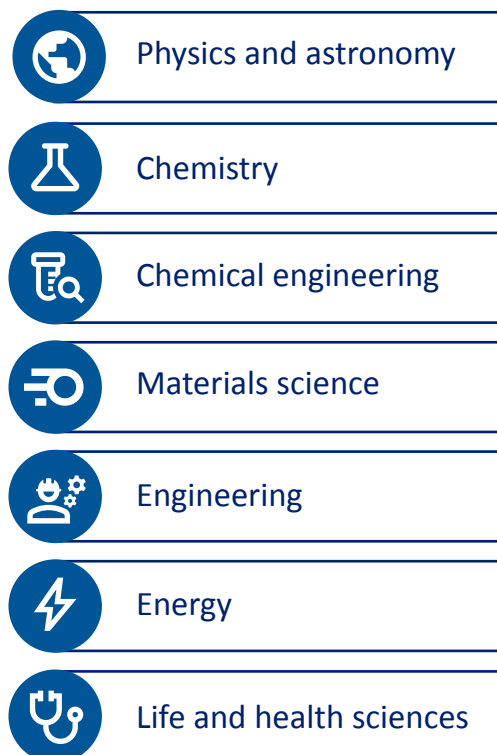 Physics and astronomy
Chemistry
Chemical engineering
Materials science
Engineering
Energy
Life and health sciences